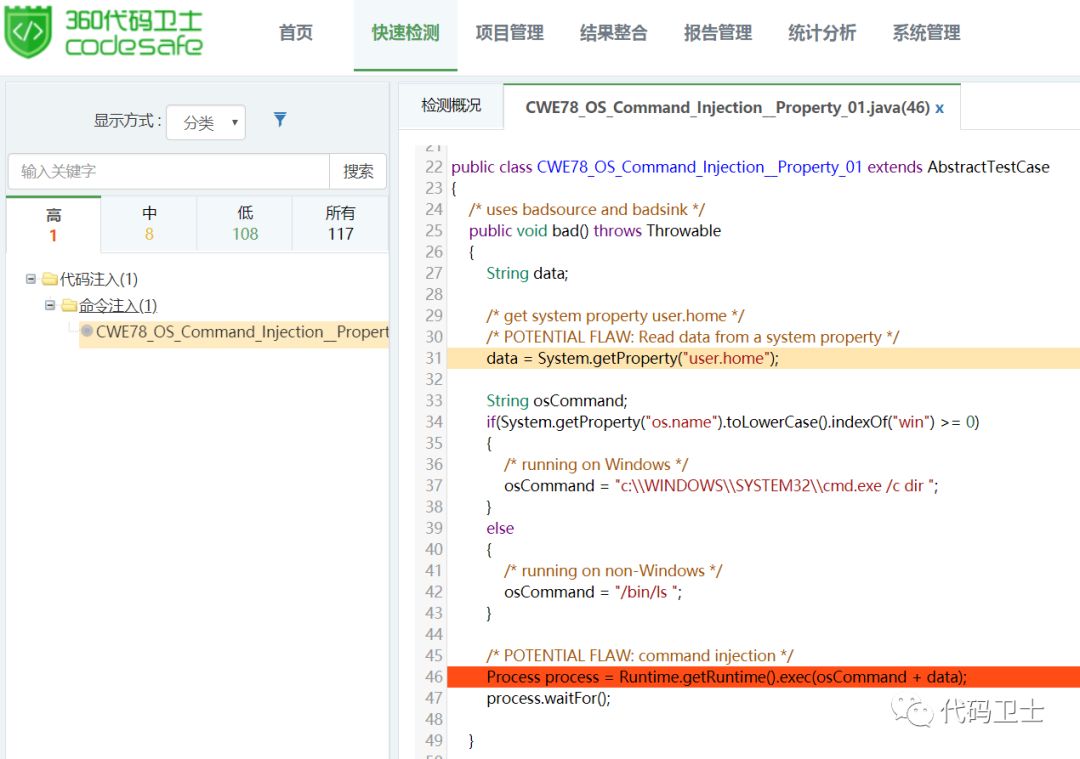 360代码卫士
codesafe
首页 快速检测 项目管理 结果整合 报告管理 统计分析 系统管理
显示方式： 分类
输入关键字 搜索
高 中 低 所有
1 8 108 117
代码注入(1)
命令注入(1)
CWE78_OS_Command_Injection__Propert
检测概况 CWE78_OS_Command_Injection__Property_01.java(46) x
21
22 public class CWE78_OS_Command_Injection__Property_01 extends AbstractTestCase
23 {
24 /* uses badsource and badsink */
25 public void bad() throws Throwable
26 {
27 String data;
28
29 /* get system property user.home */
30 /* POTENTIAL FLAW: Read data from a system property */
31 data = System.getProperty("user.home");
32
33 String osCommand;
34 if(System.getProperty("os.name").toLowerCase().indexOf("win") >= 0)
35 {
36 /* running on Windows */
37 osCommand = "c:\\WINDOWS\\SYSTEM32\\cmd.exe /c dir ";
38 }
39 else
40 {
41 /* running on non-Windows */
42 osCommand = "/bin/ls ";
43 }
44
45 /* POTENTIAL FLAW: command injection */
46 Process process = Runtime.getRuntime().exec(osCommand + data);
47 process.waitFor();
48
49 }
代码卫士